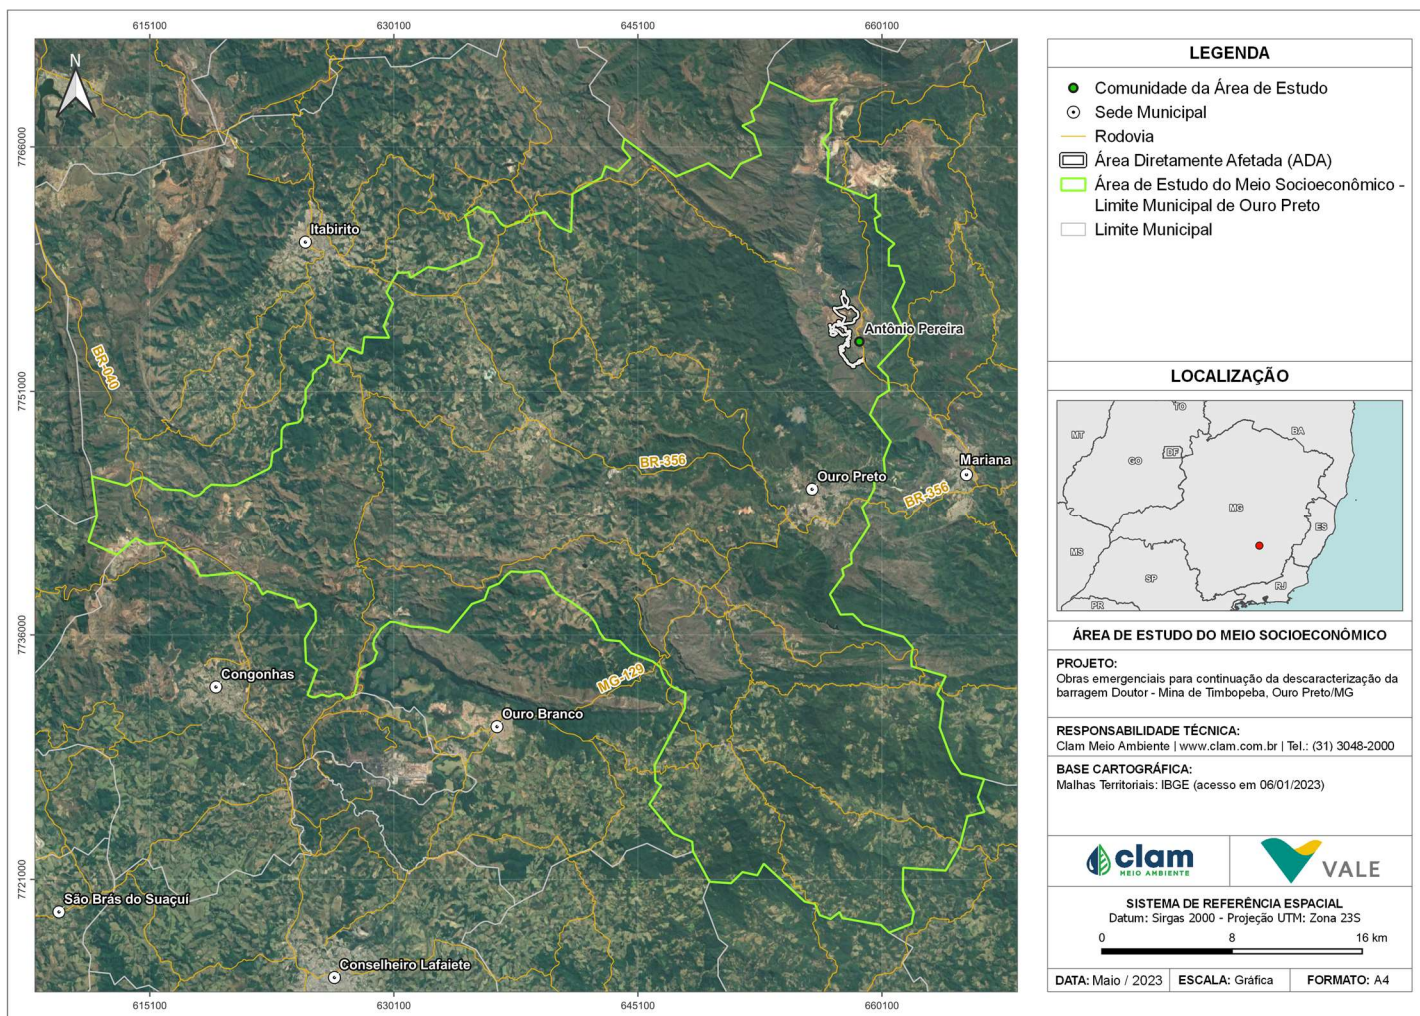 615100
630100
645100
660100
7766000
7751000
7736000
7721000
N
Itabirito
BR-040
Antônio Pereira
BR-356
Ouro Preto
Mariana
BR-356
Congonhas
MG-129
Ouro Branco
São Brás do Suaçuí
Conselheiro Lafaiete
615100
630100
645100
660100
LEGENDA
Comunidade da Área de Estudo
Sede Municipal
Rodovia
Área Diretamente Afetada (ADA)
Área de Estudo do Meio Socioeconômico -
Limite Municipal de Ouro Preto
Limite Municipal
LOCALIZAÇÃO
TO
MT
BA
GO
DF
MG
ES
MS
SP
RJ
PR
ÁREA DE ESTUDO DO MEIO SOCIOECONÔMICO
PROJETO:
Obras emergenciais para continuação da descaracterização da
barragem Doutor - Mina de Timbopeba, Ouro Preto/MG
RESPONSABILIDADE TÉCNICA:
Clam Meio Ambiente | www.clam.com.br | Tel.: (31) 3048-2000
BASE CARTOGRÁFICA:
Malhas Territoriais: IBGE (acesso em 06/01/2023)
clam
MEIO AMBIENTE
VALE
SISTEMA DE REFERÊNCIA ESPACIAL
Datum: Sirgas 2000 - Projeção UTM: Zona 23S
0 8 16 km
DATA: Maio / 2023 ESCALA: Gráfica FORMATO: A4